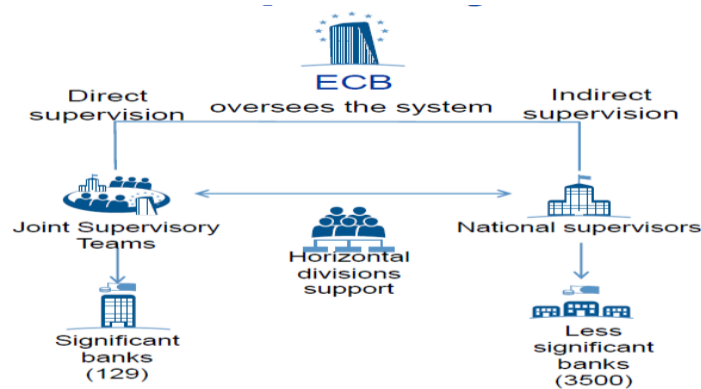 ECB
oversees the system
Direct
supervision
Indirect
supervision
Joint Supervisory
Teams
Horizontal
divisions
support
National supervisors
Significant
banks
(129)
Less
significant
banks
(3500)